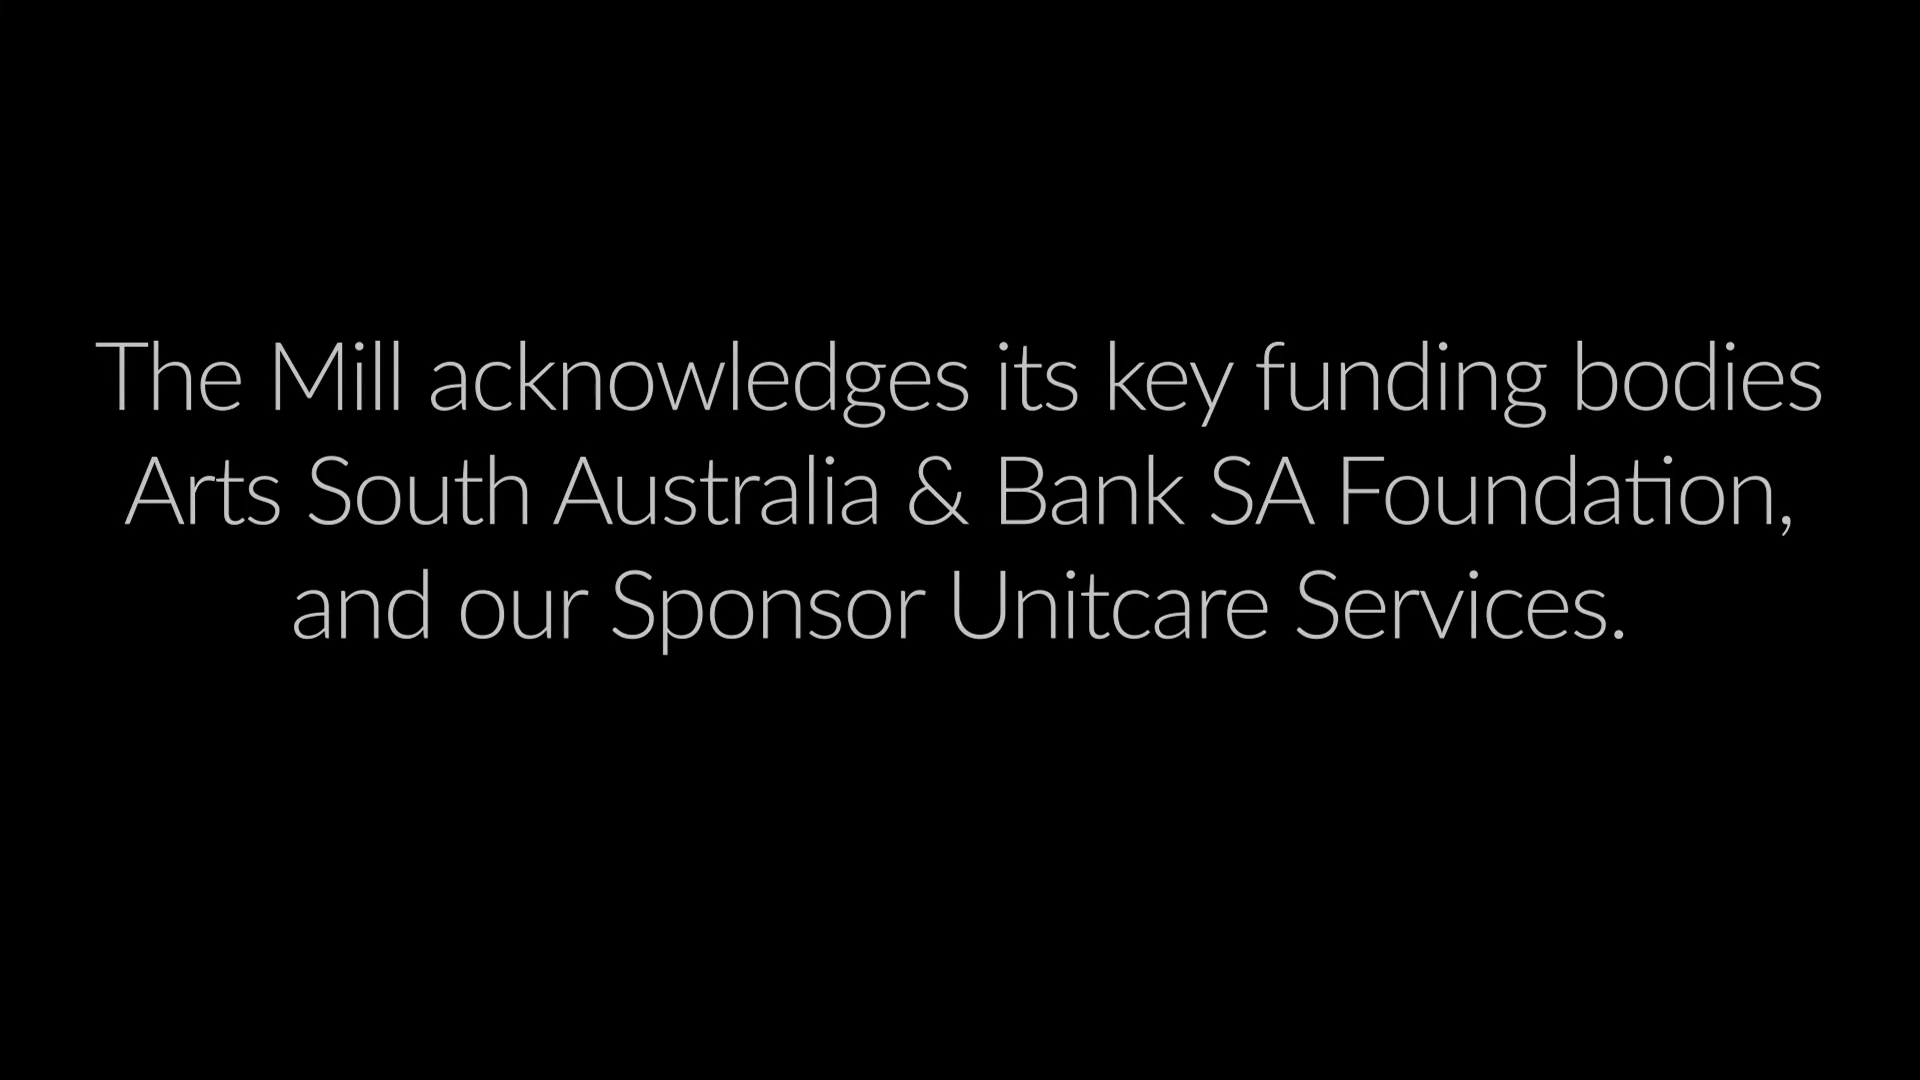 The Mill acknowledges its key funding bodies
Arts South Australia & Bank SA Foundation,
and our Sponsor Unitcare Services.